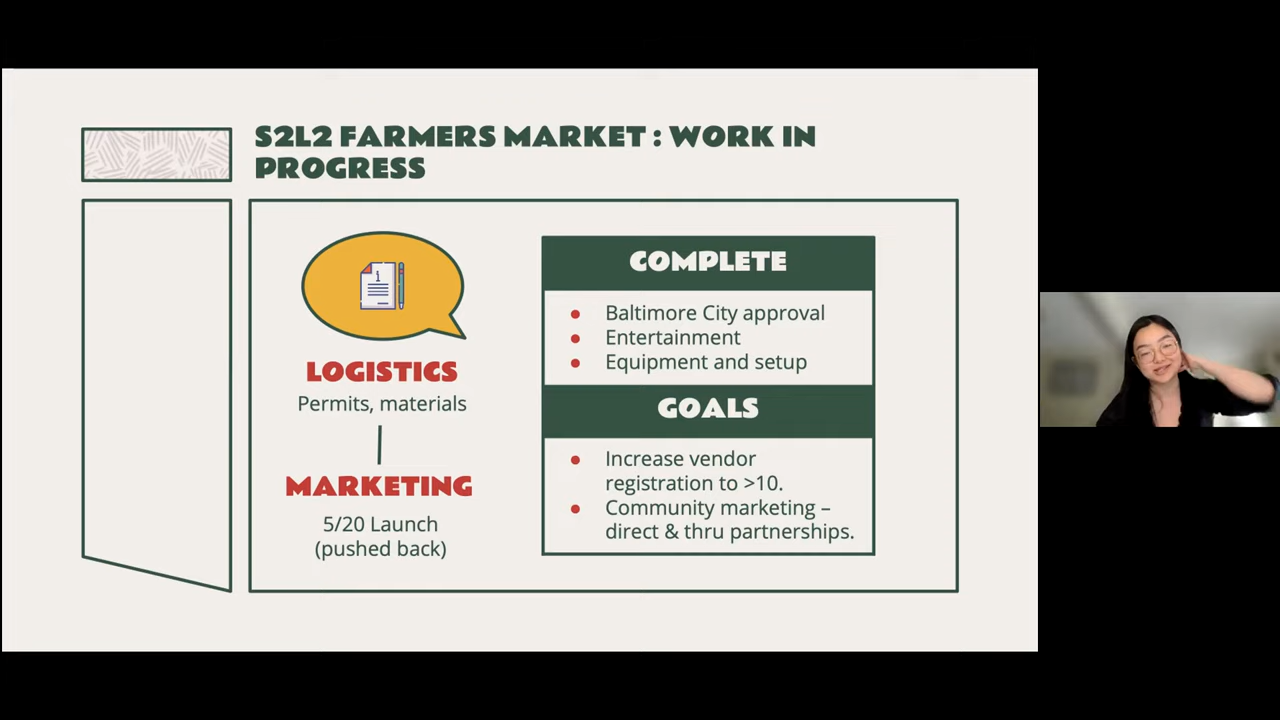 S2L2 FARMERS MARKET : WORK IN
PROGRESS
1
LOGISTICS
Permits, materials
MARKETING
5/20 Launch
(pushed back)
COMPLETE
● Baltimore City approval
● Entertainment
● Equipment and setup
GOALS
● Increase vendor
registration to >10.
● Community marketing –
direct & thru partnerships.